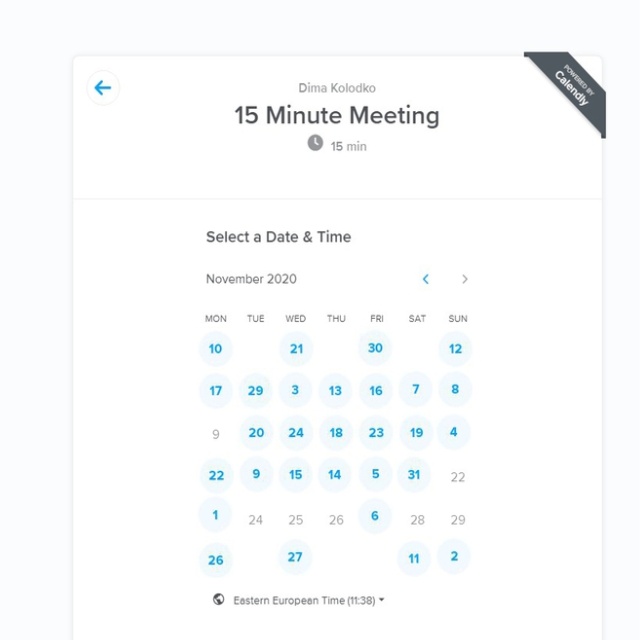 POWERED BY
Calendly
Dima Kolodko
15 Minute Meeting
15 min
Select a Date & Time
November 2020
MON TUE WED THU FRI SAT SUN
10 21 30 12
17 29 3 13 16 7 8
9 20 24 18 23 19 4
22 9 15 14 5 31 22
1 24 25 26 6 28 29
26 27 11 2
Eastern European Time (11:38)